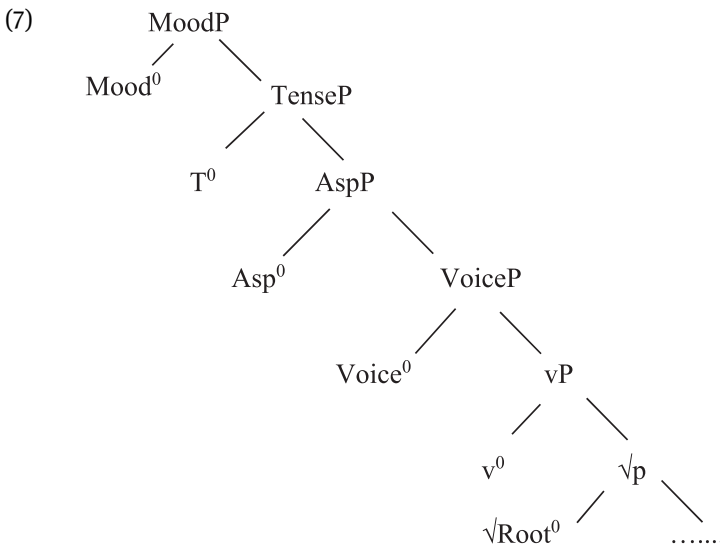 (7) MoodP
Mood⁰ TenseP
T⁰ AspP
Asp⁰ VoiceP
Voice⁰ vP
v⁰ √p
√Root⁰ …...